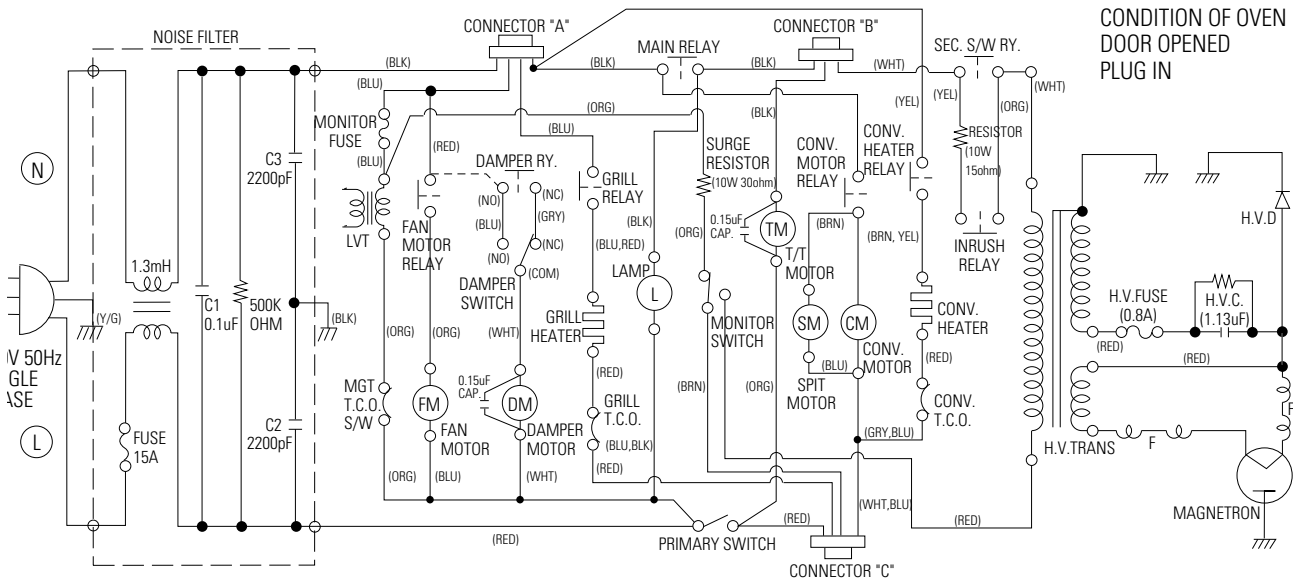 CONDITION OF OVEN
DOOR OPENED
PLUG IN
NOISE FILTER
CONNECTOR "A"
MAIN RELAY
CONNECTOR "B"
SEC. S/W RY.
(BLK)
(BLK)
(BLK)
(WHT)
(WHT)
(BLU)
(ORG)
(BLK)
(YEL)
(YEL)
(ORG)
MONITOR
FUSE
(BLU)
(RED)
(BLU)
DAMPER RY.
SURGE
RESISTOR
(10W 30ohm)
CONV.
MOTOR
RELAY
CONV.
HEATER
RELAY
RESISTOR
(10W
15ohm)
N
C3
2200pF
LVT
FAN
MOTOR
RELAY
(NO)
(BLU)
(NO)
(NC)
(GRY)
(NC)
(COM)
DAMPER
SWITCH
GRILL
RELAY
(BLU,RED)
(BLK)
LAMP
L
(ORG)
0.15uF
CAP.
TM
T/T
MOTOR
(BRN)
(BRN, YEL)
INRUSH
RELAY
H.V.D
1.3mH
(Y/G)
C1
0.1uF
500K
OHM
(BLK)
V 50Hz
GLE
ASE
L
FUSE
15A
C2
2200pF
(ORG)
(ORG)
(WHT)
GRILL
HEATER
MONITOR
SWITCH
SM
CM
CONV.
HEATER
H.V.FUSE
(0.8A)
H.V.C.
(1.13uF)
(RED)
(RED)
MGT
T.C.O.
S/W
FM
0.15uF
CAP.
DM
(RED)
GRILL
T.C.O.
(BRN)
(ORG)
(BLU)
SPIT
MOTOR
CONV.
MOTOR
(RED)
CONV.
T.C.O.
FAN
MOTOR
DAMPER
MOTOR
(BLU,BLK)
(RED)
(GRY,BLU)
H.V.TRANS
F
F
(ORG)
(BLU)
(WHT)
(WHT,BLU)
MAGNETRON
(RED)
PRIMARY SWITCH
(RED)
(RED)
CONNECTOR "C"